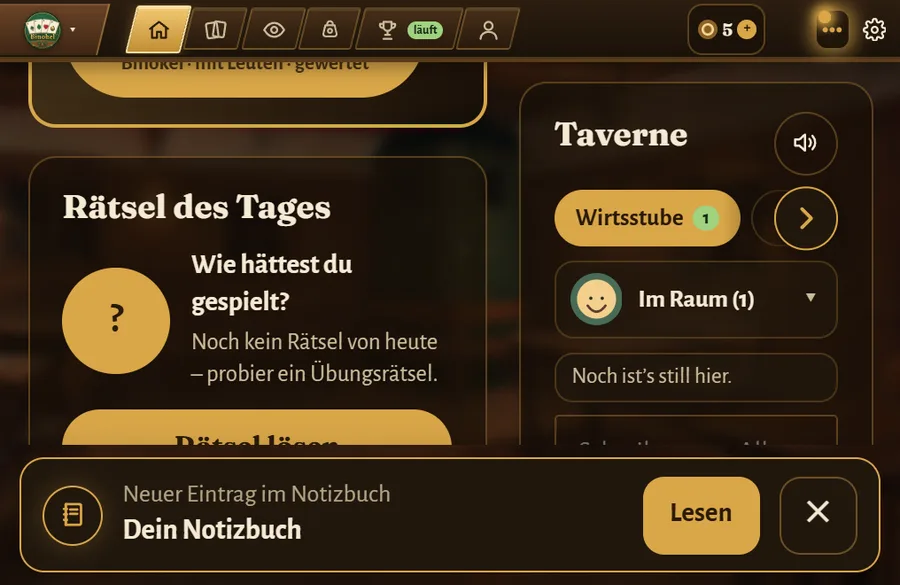 Binokel
läuft
5
Binokel · mit Leuten · gewertet
Rätsel des Tages
?
Wie hättest du
gespielt?
Noch kein Rätsel von heute
– probier ein Übungsrätsel.
Rätsel lösen
Taverne
Wirtsstube 1
Im Raum (1)
Noch ist's still hier.
Neuer Eintrag im Notizbuch
Dein Notizbuch
Lesen